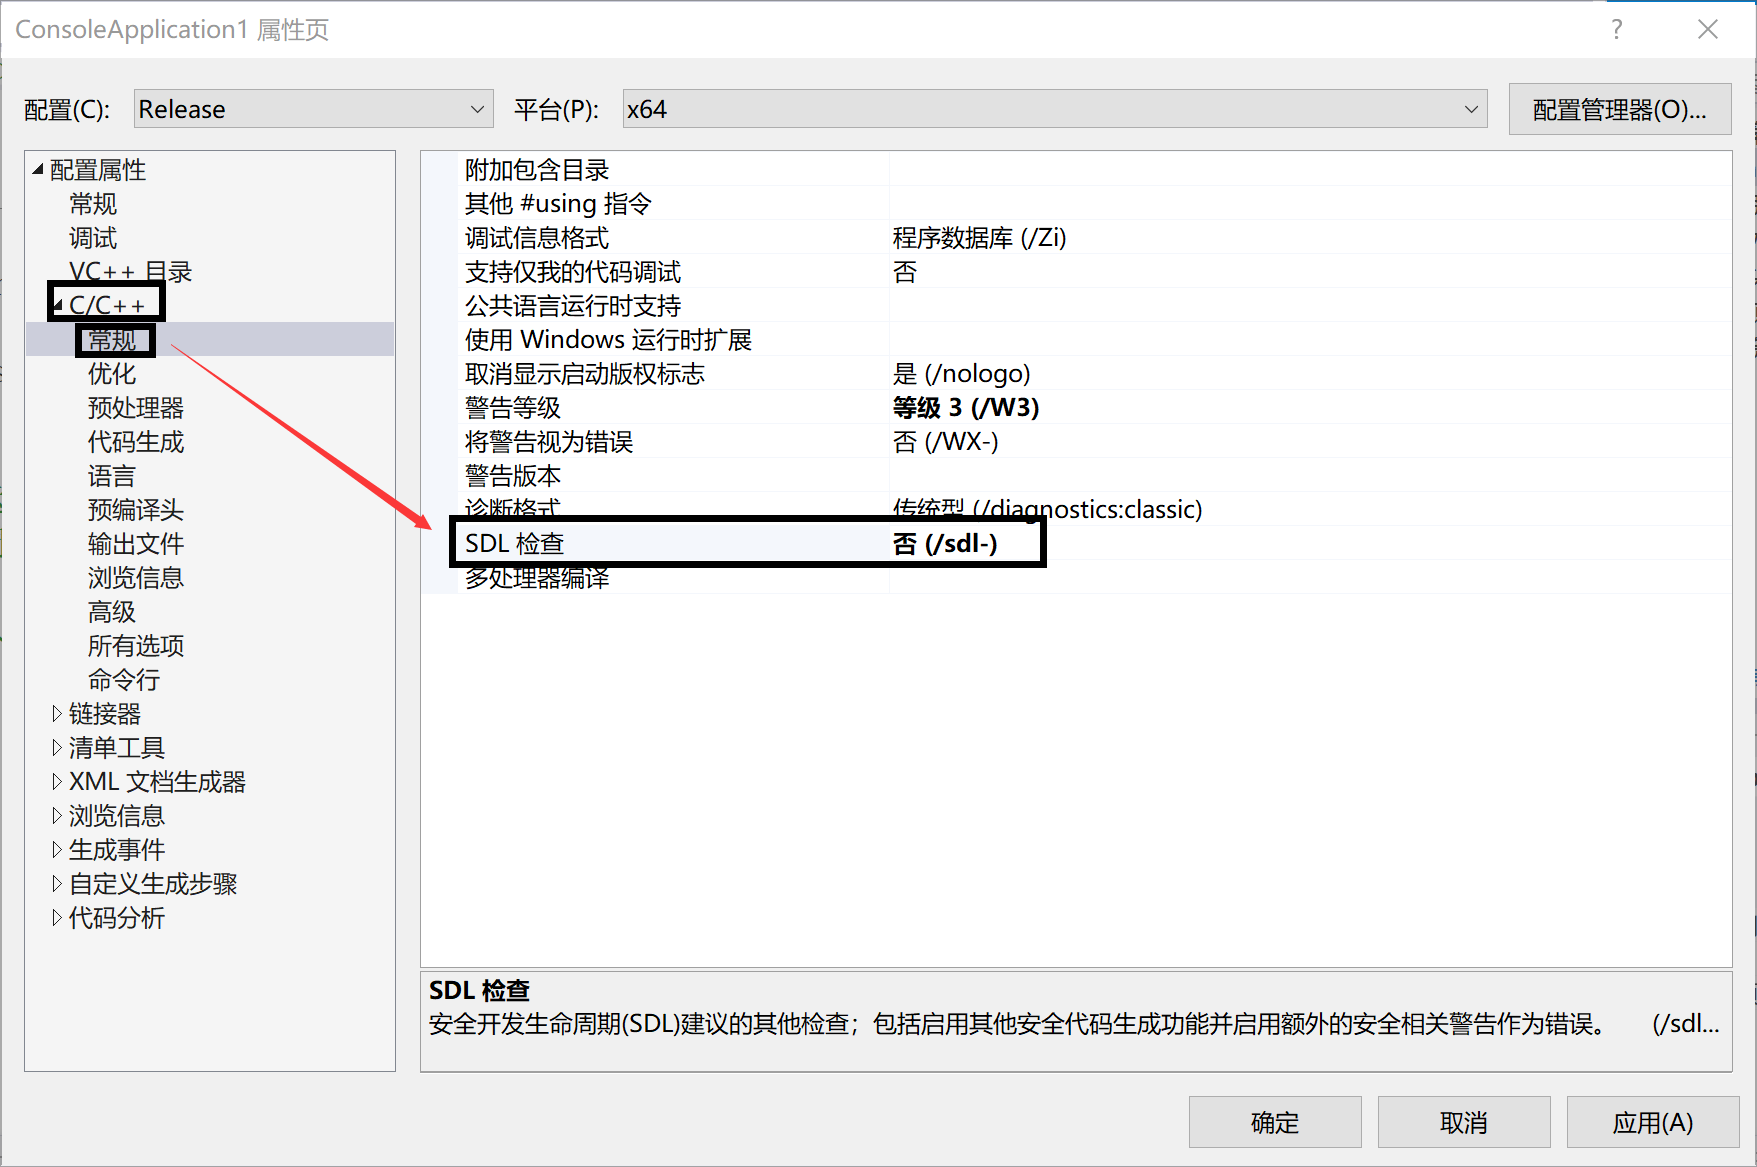 ConsoleApplication1 属性页
?
配置(C): Release 平台(P): x64 配置管理器(O)...
配置属性
常规
调试
VC++ 目录
C/C++
常规
优化
预处理器
代码生成
语言
预编译头
输出文件
浏览信息
高级
所有选项
命令行
链接器
清单工具
XML 文档生成器
浏览信息
生成事件
自定义生成步骤
代码分析
附加包含目录
其他 #using 指令
调试信息格式 程序数据库 (/Zi)
支持仅我的代码调试 否
公共语言运行时支持
使用 Windows 运行时扩展
取消显示启动版权标志 是 (/nologo)
警告等级 等级 3 (/W3)
将警告视为错误 否 (/WX-)
警告版本
诊断格式 传统型 (/diagnostics:classic)
SDL 检查 否 (/sdl-)
多处理器编译
SDL 检查
安全开发生命周期(SDL)建议的其他检查；包括启用其他安全代码生成功能并启用额外的安全相关警告作为错误。 (/sdl...
确定 取消 应用(A)